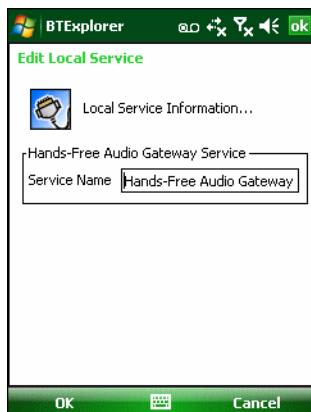 BTExplorer ok
Edit Local Service
Local Service Information...
Hands-Free Audio Gateway Service
Service Name Hands-Free Audio Gateway
OK Cancel